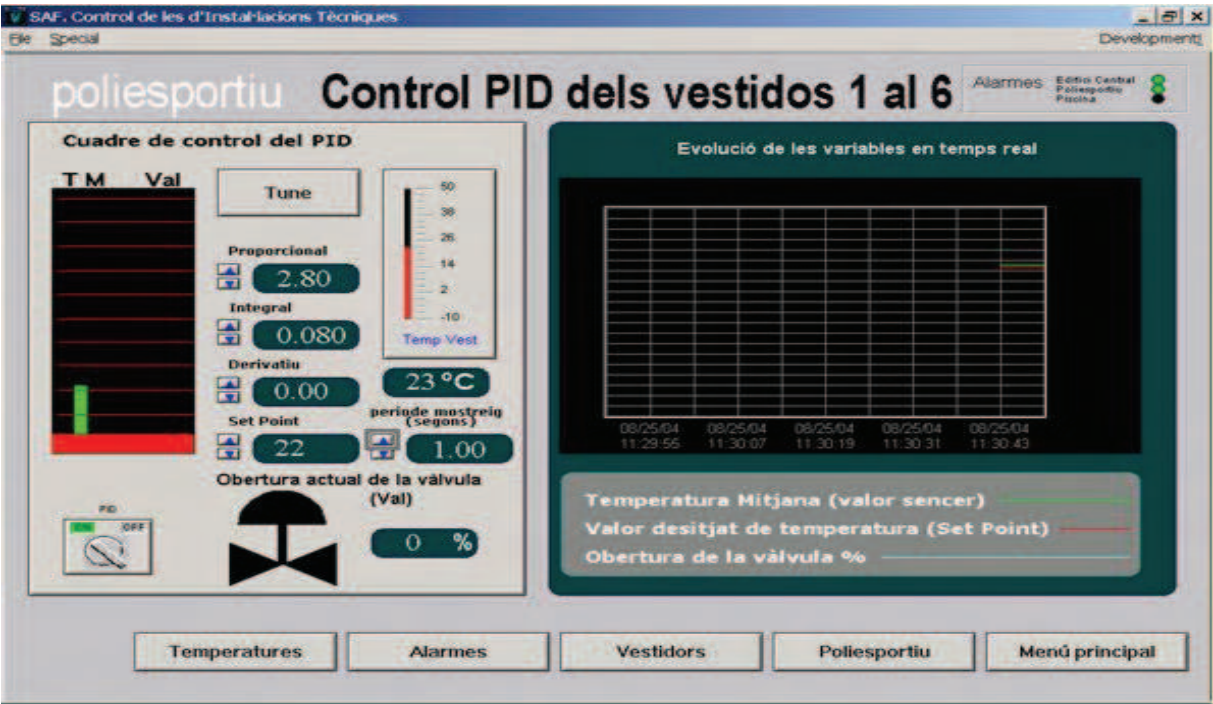 SAF. Control de les d'Instal·lacions Tècniques
File Special
Development!
poliesportiu Control PID dels vestidos 1 al 6
Alarmes
Edifici Central
Poliesportiu
Piscina
Cuadre de control del PID
T M Val
Tune
50
38
26
14
2
-10
Temp Vest
Proporcional
2.80
Integral
0.080
Derivatiu
0.00
23 °C
Set Point
22
periode mostreig
(segons)
1.00
Obertura actual de la vàlvula
(Val)
0 %
PID
ON OFF
Evolució de les variables en temps real
08/25/04 08/25/04 08/25/04 08/25/04 08/25/04
11:29:55 11:30:07 11:30:19 11:30:31 11:30:43
Temperatura Mitjana (valor sencer)
Valor desitjat de temperatura (Set Point)
Obertura de la vàlvula %
Temperatures
Alarmes
Vestidors
Poliesportiu
Menú principal